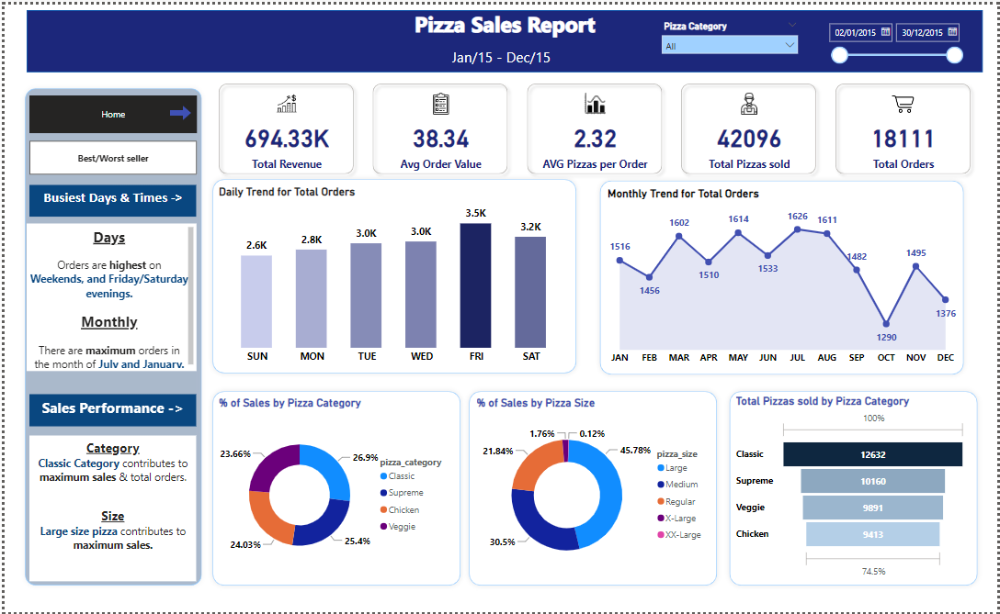 Pizza Sales Report
Jan/15 - Dec/15
Pizza Category
All
02/01/2015
30/12/2015
Home
Best/Worst seller
Busiest Days & Times ->
Days
Orders are highest on
Weekends, and Friday/Saturday
evenings.
Monthly
There are maximum orders in
the month of July and January.
Sales Performance ->
Category
Classic Category contributes to
maximum sales & total orders.
Size
Large size pizza contributes to
maximum sales.
694.33K
Total Revenue
38.34
Avg Order Value
2.32
AVG Pizzas per Order
42096
Total Pizzas sold
18111
Total Orders
Daily Trend for Total Orders
2.6K
2.8K
3.0K
3.0K
3.5K
3.2K
SUN
MON
TUE
WED
FRI
SAT
Monthly Trend for Total Orders
1516
1456
1602
1510
1614
1533
1626
1611
1482
1290
1495
1376
JAN
FEB
MAR
APR
MAY
JUN
JUL
AUG
SEP
OCT
NOV
DEC
% of Sales by Pizza Category
23.66%
26.9%
24.03%
25.4%
pizza_category
Classic
Supreme
Chicken
Veggie
% of Sales by Pizza Size
1.76%
0.12%
21.84%
45.78%
30.5%
pizza_size
Large
Medium
Regular
X-Large
XX-Large
Total Pizzas sold by Pizza Category
100%
Classic
12632
Supreme
10160
Veggie
9891
Chicken
9413
74.5%